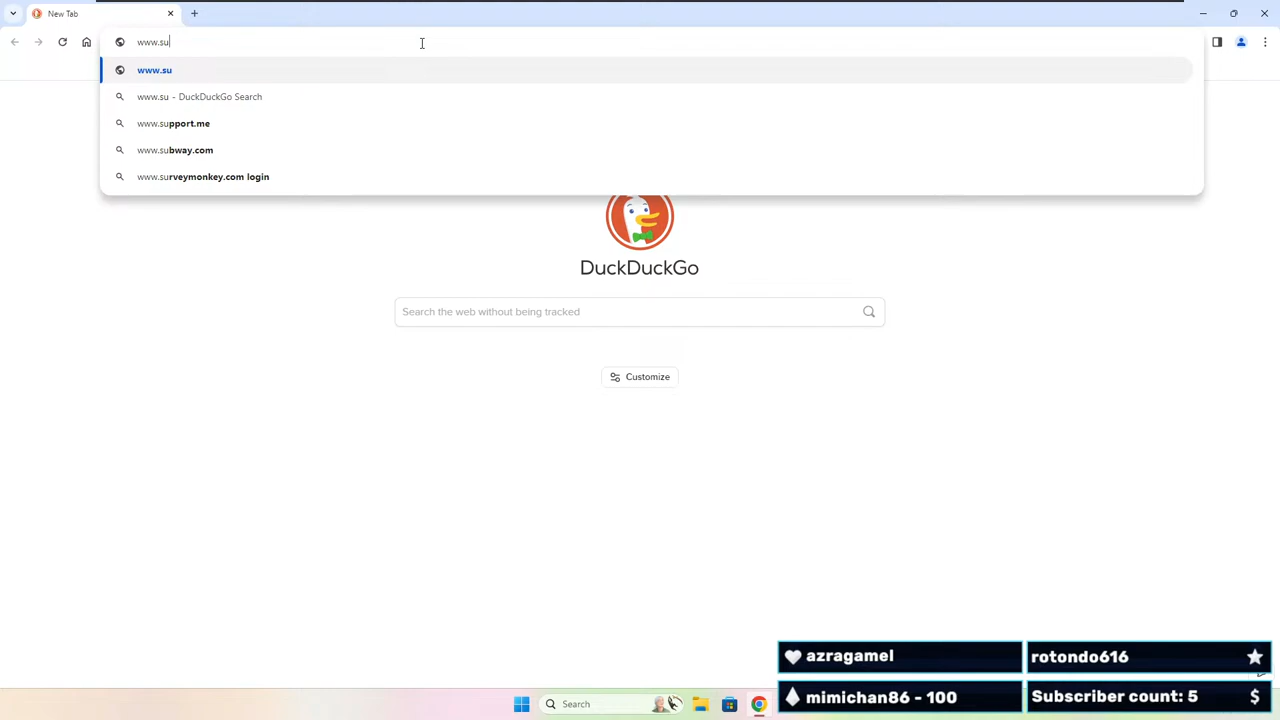 New Tab
www.su
www.su
www.su - DuckDuckGo Search
www.support.me
www.subway.com
www.surveymonkey.com login
DuckDuckGo
Search the web without being tracked
Customize
azragamel
rotondo616
mimichan86 - 100
Subscriber count: 5 $
Search